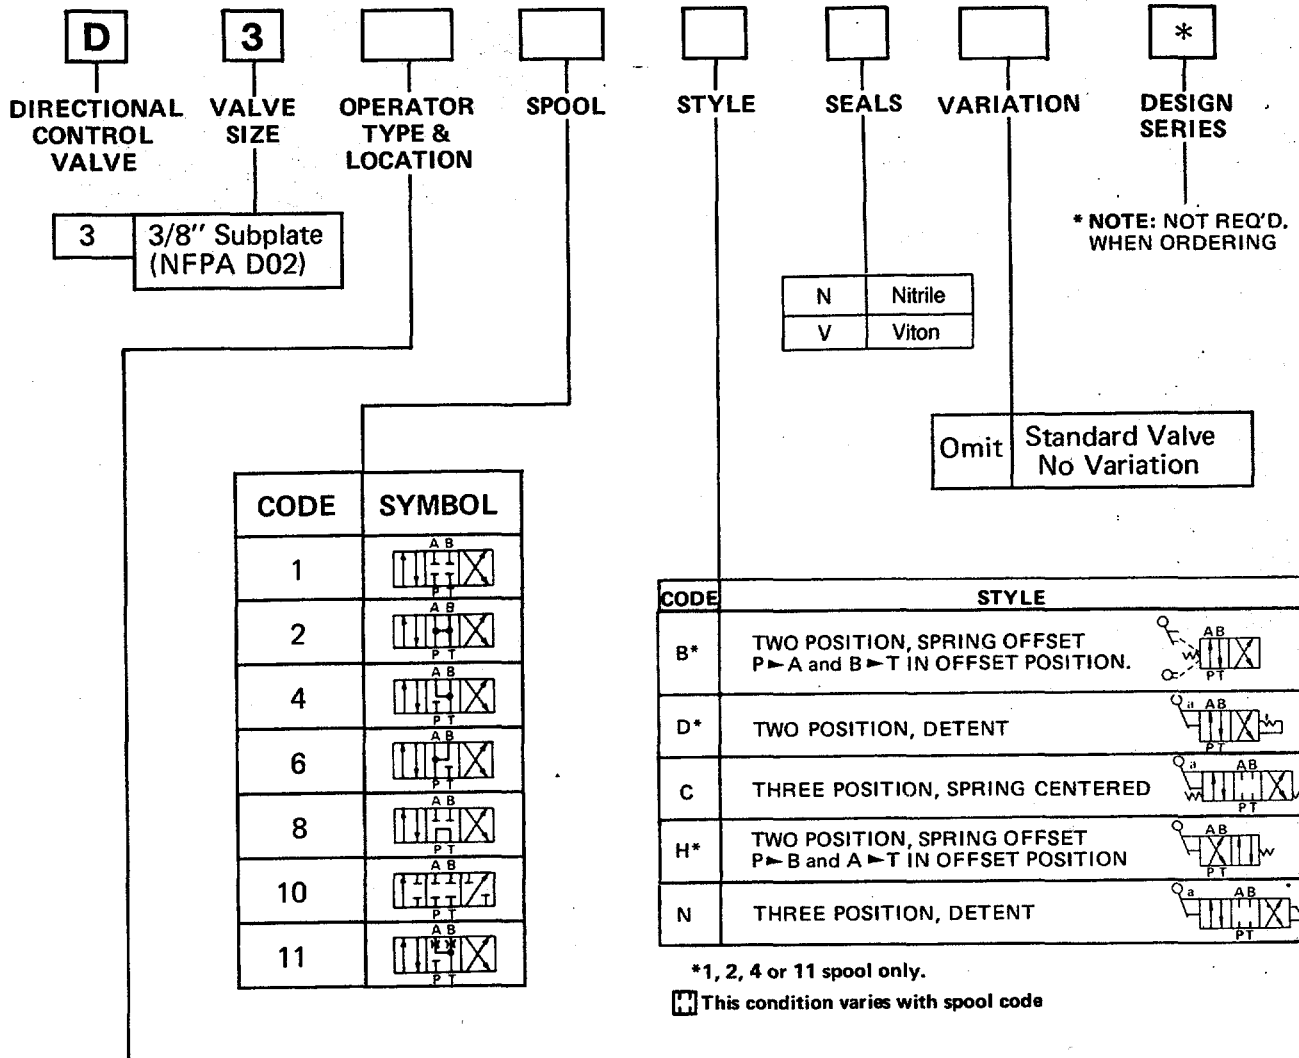 D 3 *
DIRECTIONAL CONTROL VALVE
VALVE SIZE
OPERATOR TYPE & LOCATION
SPOOL
STYLE
SEALS
VARIATION
DESIGN SERIES
3 3/8" Subplate
(NFPA D02)
* NOTE: NOT REQ'D.
WHEN ORDERING
N Nitrile
V Viton
Omit Standard Valve
No Variation
CODE SYMBOL
1 A B P T
2 A B P T
4 A B P T
6 A B P T
8 A B P T
10 A B P T
11 A B P T
CODE STYLE
B* TWO POSITION, SPRING OFFSET
P►A and B►T IN OFFSET POSITION.
A B P T
D* TWO POSITION, DETENT
a A B P T
C THREE POSITION, SPRING CENTERED
a A B P T
H* TWO POSITION, SPRING OFFSET
P►B and A►T IN OFFSET POSITION
A B P T
N THREE POSITION, DETENT
a A B P T
*1, 2, 4 or 11 spool only.
This condition varies with spool code